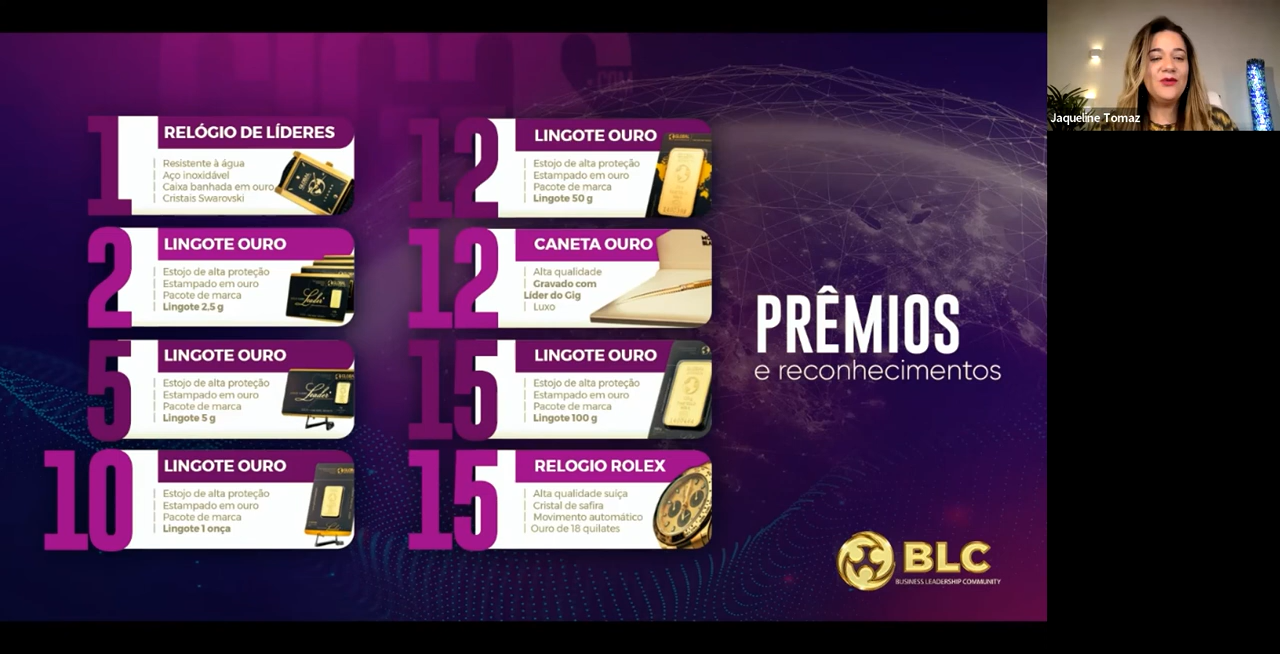 .COM
1
RELÓGIO DE LÍDERES
Resistente à água
Aço inoxidável
Caixa banhada em ouro
Cristais Swarovski
2
LINGOTE OURO
Estojo de alta proteção
Estampado em ouro
Pacote de marca
Lingote 2,5 g
Leader
5
LINGOTE OURO
Estojo de alta proteção
Estampado em ouro
Pacote de marca
Lingote 5 g
Leader
10
LINGOTE OURO
Estojo de alta proteção
Estampado em ouro
Pacote de marca
Lingote 1 onça
12
LINGOTE OURO
Estojo de alta proteção
Estampado em ouro
Pacote de marca
Lingote 50 g
12
CANETA OURO
Alta qualidade
Gravado com
Líder do Gig
Luxo
15
LINGOTE OURO
Estojo de alta proteção
Estampado em ouro
Pacote de marca
Lingote 100 g
15
RELOGIO ROLEX
Alta qualidade suíça
Cristal de safira
Movimento automático
Ouro de 18 quilates
PRÊMIOS
e reconhecimentos
BLC
BUSINESS LEADERSHIP COMMUNITY
Jaqueline Tomaz